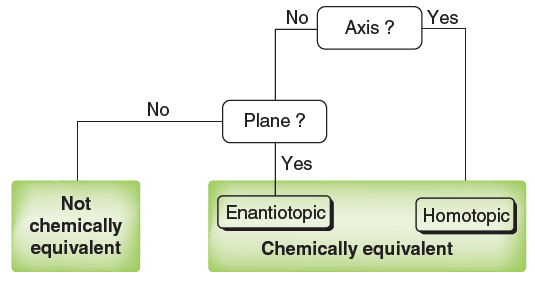 No
Axis ?
Yes
No
Plane ?
Yes
Not
chemically
equivalent
Enantiotopic
Homotopic
Chemically equivalent